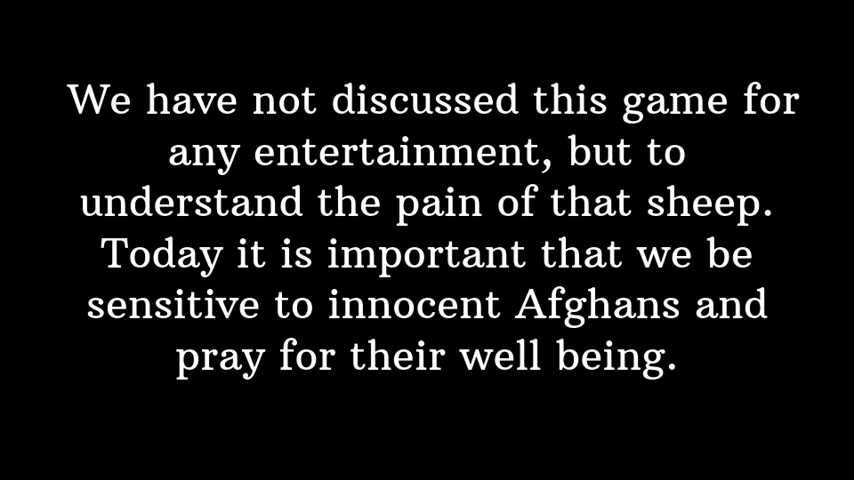 We have not discussed this game for
any entertainment, but to
understand the pain of that sheep.
Today it is important that we be
sensitive to innocent Afghans and
pray for their well being.